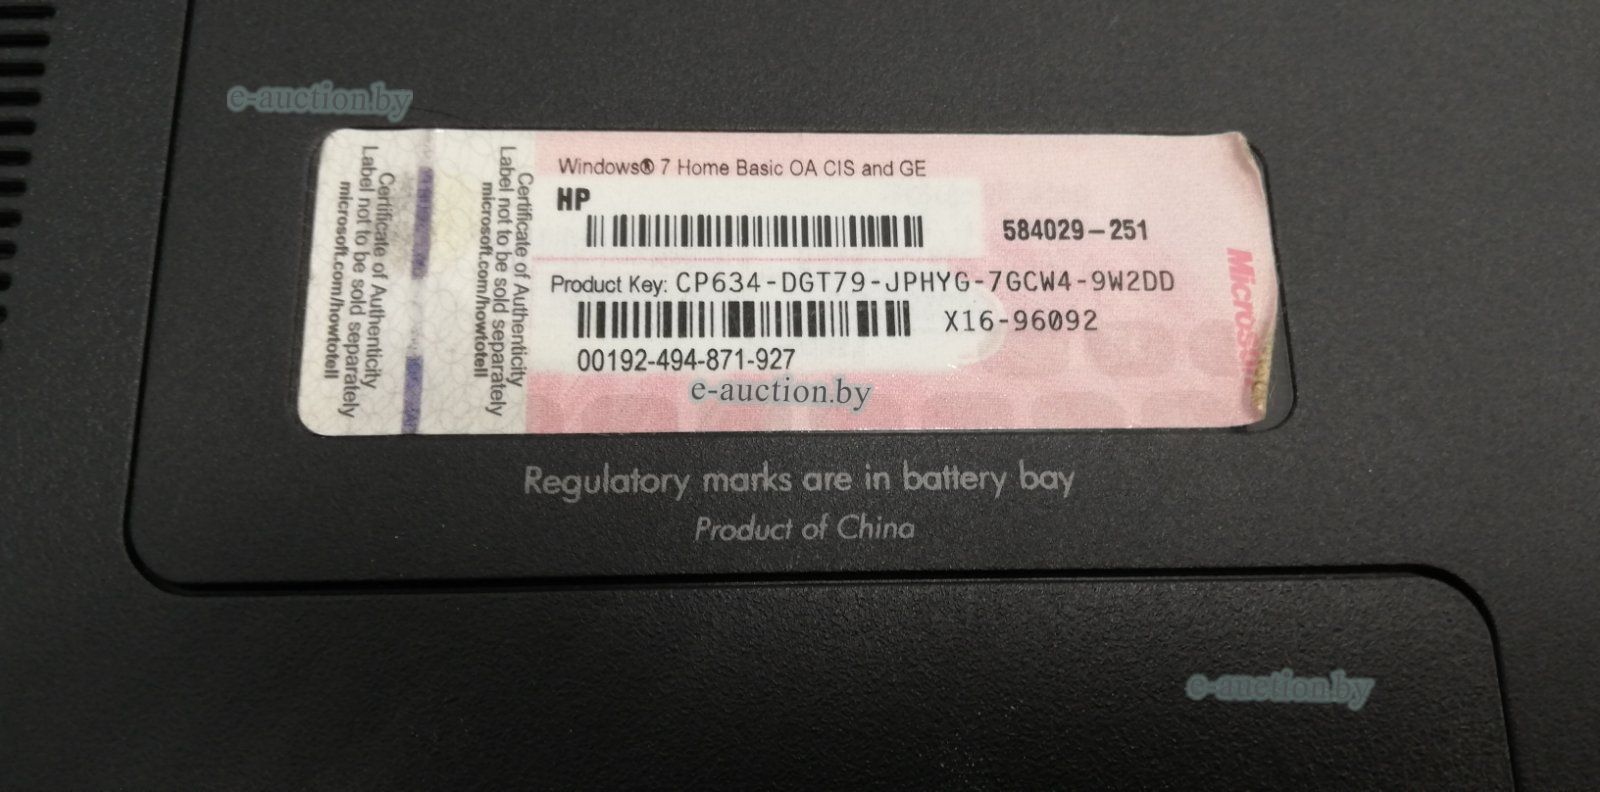 e-auction.by
Certificate of Authenticity
Label not to be sold separately
microsoft.com/howtotell
Certificate of Authenticity
Label not to be sold separately
microsoft.com/howtotell
Windows® 7 Home Basic OA CIS and GE
HP
584029-251
Product Key: CP634-DGT79-JPHYG-7GCW4-9W2DD
X16-96092
00192-494-871-927
e-auction.by
Regulatory marks are in battery bay
Product of China
e-auction.by